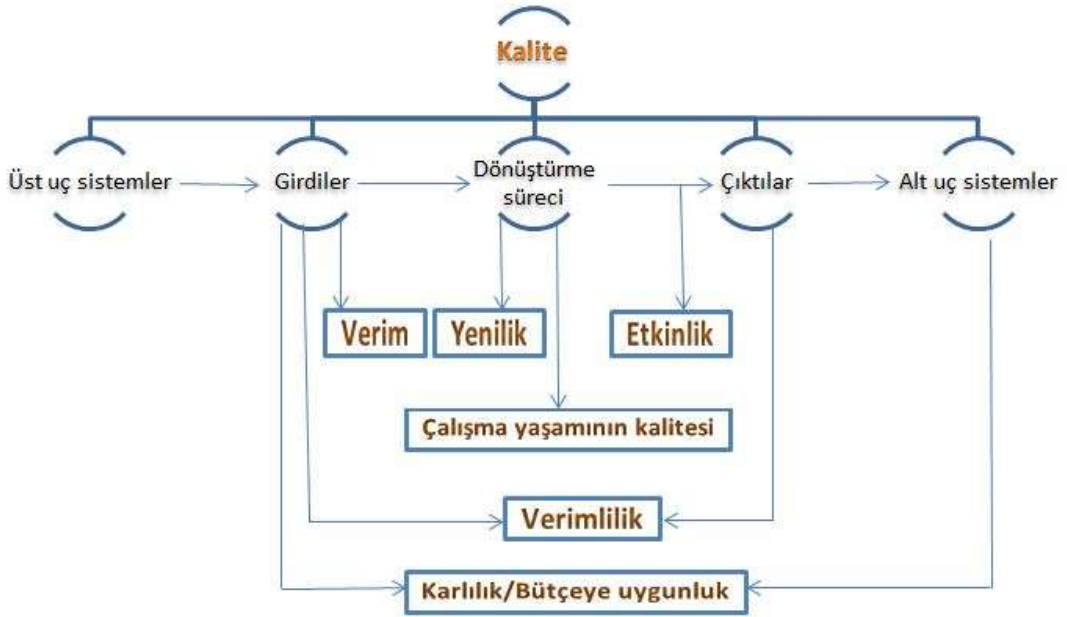 Kalite
Üst uç sistemler
Girdiler
Dönüştürme
süreci
Çıktılar
Alt uç sistemler
Verim
Yenilik
Etkinlik
Çalışma yaşamının kalitesi
Verimlilik
Karlılık/Bütçeye uygunluk